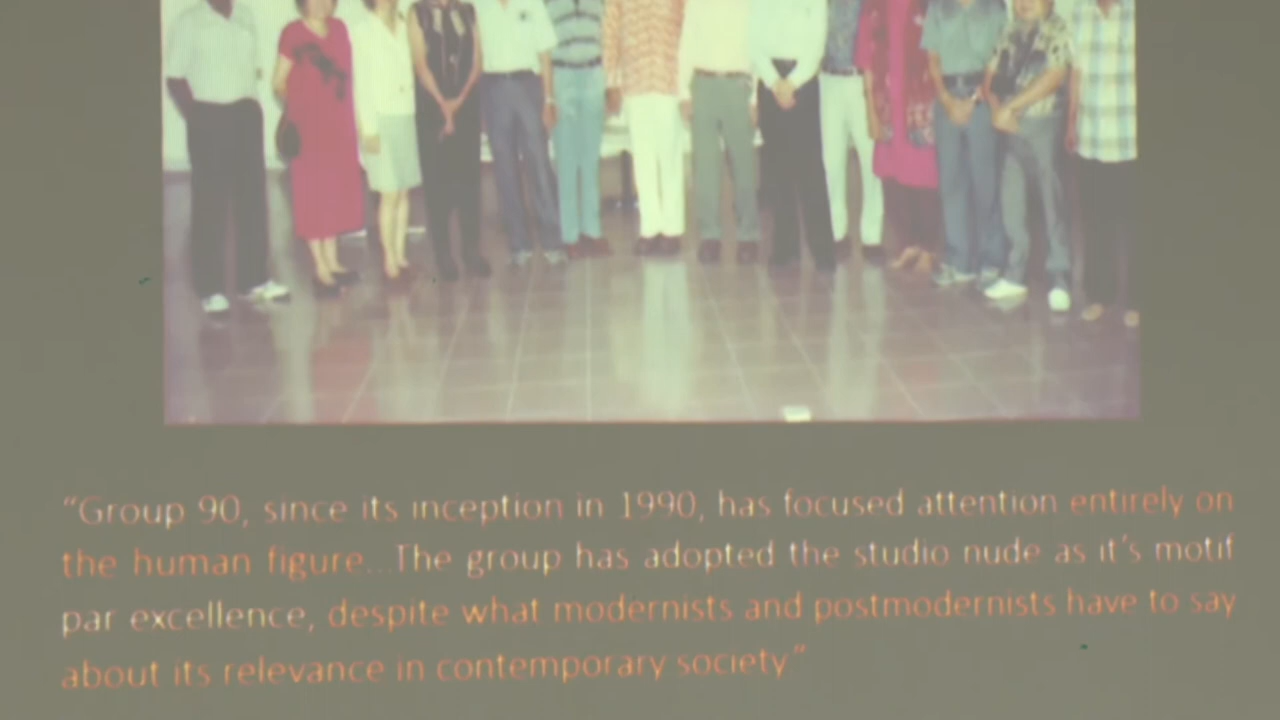 “Group 90, since its inception in 1990, has focused attention entirely on
the human figure...The group has adopted the studio nude as it’s motif
par excellence, despite what modernists and postmodernists have to say
about its relevance in contemporary society”